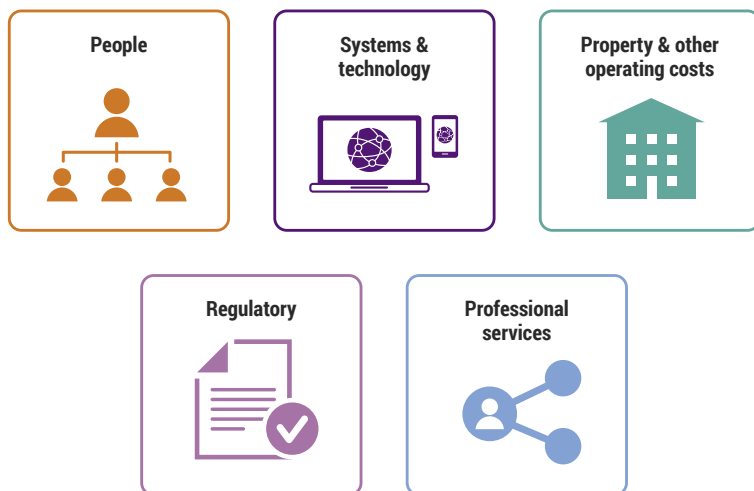 People
Systems &
technology
Property & other
operating costs
Regulatory
Professional
services